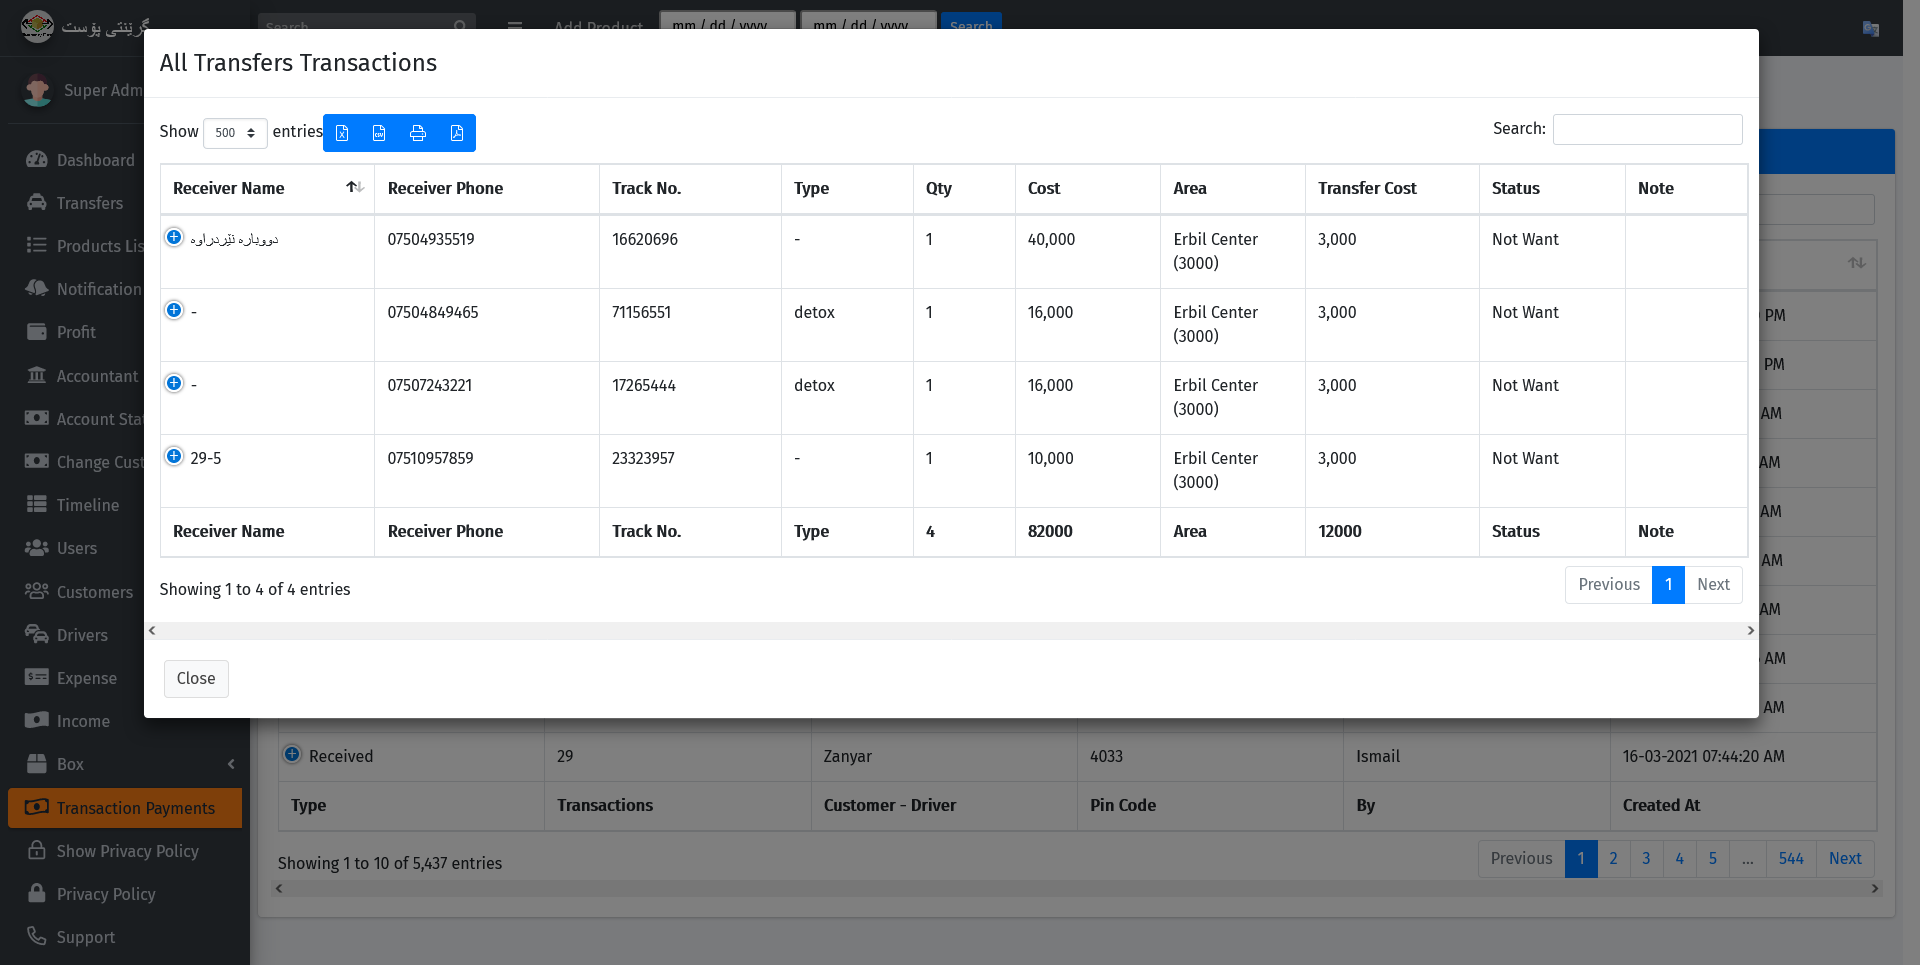 گرێنتی پۆست
Search
Add Product
mm / dd / yyyy
mm / dd / yyyy
Search
Super Adm
Dashboard
Transfers
Products Lis
Notification
Profit
Accountant
Account Stat
Change Cust
Timeline
Users
Customers
Drivers
Expense
Income
Box
Transaction Payments
Show Privacy Policy
Privacy Policy
Support
All Transfers Transactions
Show 500 entries
Search:
Receiver Name Receiver Phone Track No. Type Qty Cost Area Transfer Cost Status Note
دووبارە نێردراوە 07504935519 16620696 - 1 40,000 Erbil Center (3000) 3,000 Not Want
- 07504849465 71156551 detox 1 16,000 Erbil Center (3000) 3,000 Not Want
- 07507243221 17265444 detox 1 16,000 Erbil Center (3000) 3,000 Not Want
29-5 07510957859 23323957 - 1 10,000 Erbil Center (3000) 3,000 Not Want
Receiver Name Receiver Phone Track No. Type 4 82000 Area 12000 Status Note
Showing 1 to 4 of 4 entries
Previous 1 Next
Close
PM
PM
AM
AM
AM
AM
AM
AM
AM
Received 29 Zanyar 4033 Ismail 16-03-2021 07:44:20 AM
Type Transactions Customer - Driver Pin Code By Created At
Showing 1 to 10 of 5,437 entries
Previous 1 2 3 4 5 ... 544 Next